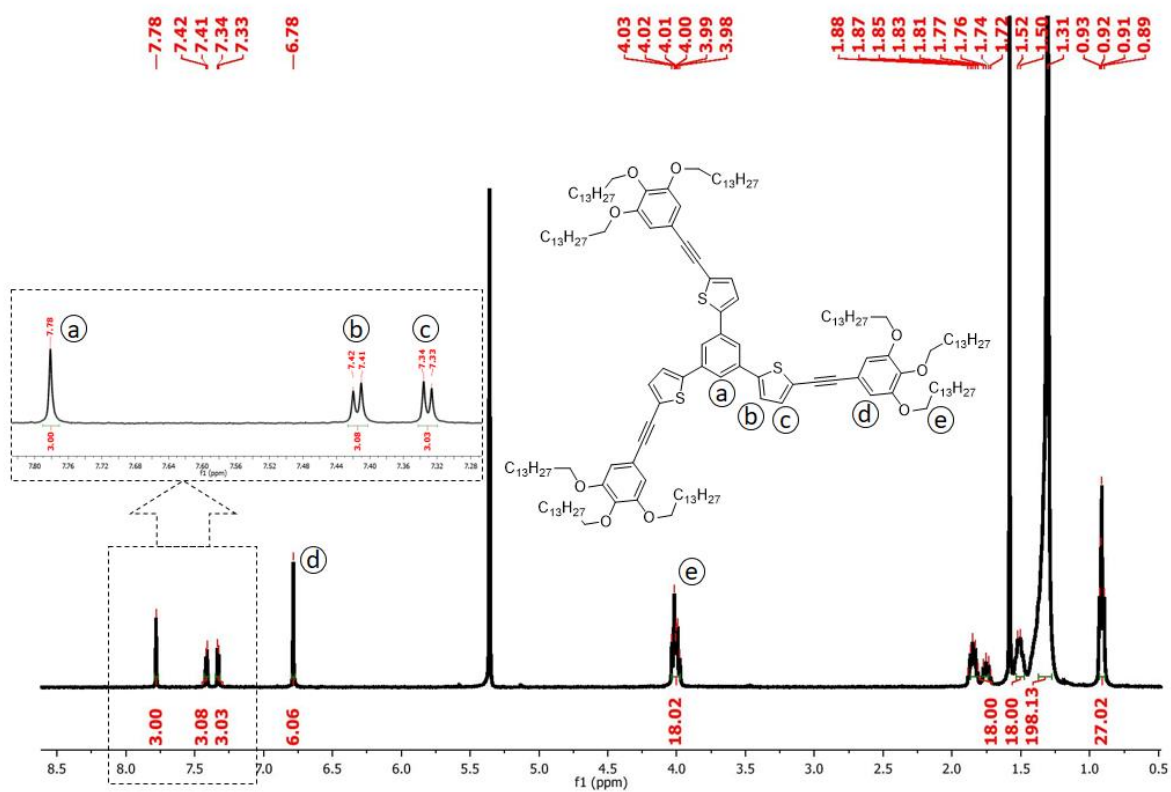 7.78
7.42
7.41
7.34
7.33
6.78
4.03
4.02
4.01
4.00
3.99
3.98
1.88
1.87
1.85
1.83
1.81
1.77
1.76
1.74
1.72
1.52
1.50
1.31
0.93
0.92
0.91
0.89
C13H27
O
O
C13H27
C13H27
O
S
C13H27
O
C13H27
O
C13H27
O
S
S
a
b
c
d
e
C13H27
O
C13H27
O
O
C13H27
a
7.78
b
7.42
7.41
c
7.34
7.33
3.00
3.08
3.03
7.80 7.76 7.72 7.68 7.64 7.60 7.56 7.52 7.48 7.44 7.40 7.36 7.32 7.28
f1 (ppm)
d
e
3.00
3.08
3.03
6.06
18.02
18.00
18.00
198.13
27.02
8.5 8.0 7.5 7.0 6.5 6.0 5.5 5.0 4.5 4.0 3.5 3.0 2.5 2.0 1.5 1.0 0.5
f1 (ppm)